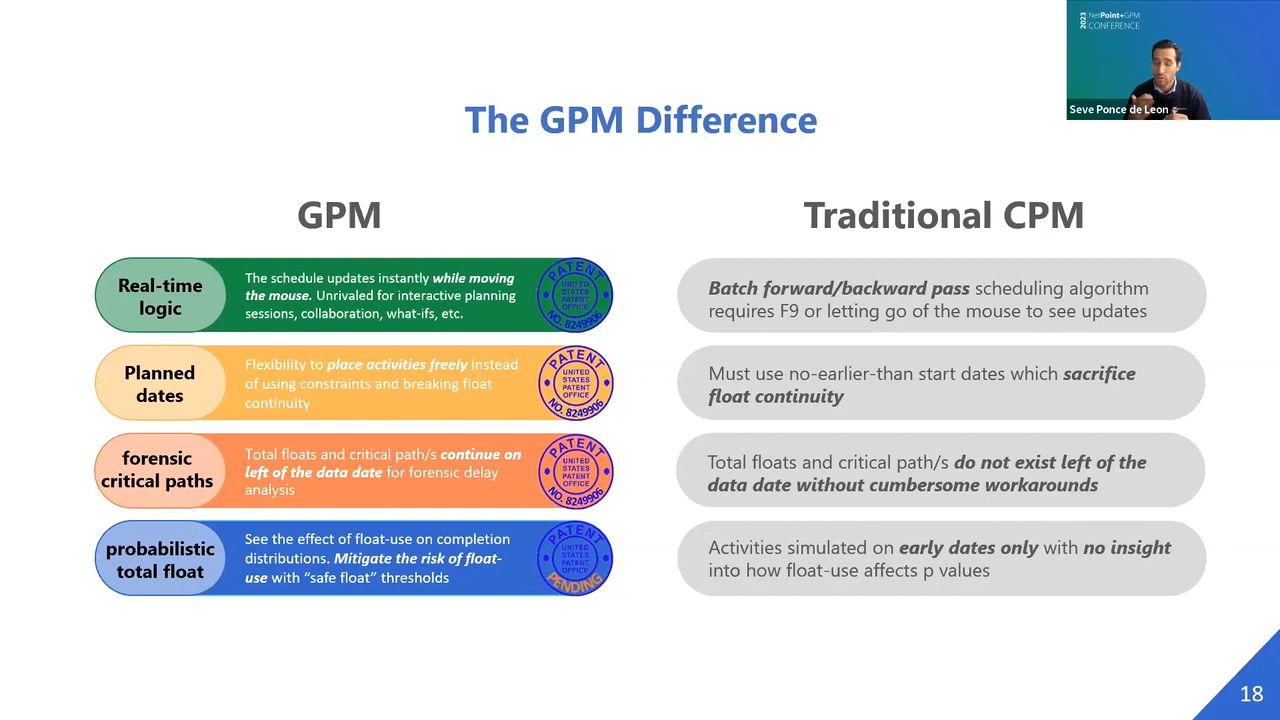 2023 NetPoint+GPM
CONFERENCE
Seve Ponce de Leon
The GPM Difference
GPM
Real-time
logic
The schedule updates instantly while moving
the mouse. Unrivaled for interactive planning
sessions, collaboration, what-ifs, etc.
PATENT
UNITED
STATES
PATENT
OFFICE
NO. 8249906
Planned
dates
Flexibility to place activities freely instead
of using constraints and breaking float
continuity
PATENT
UNITED
STATES
PATENT
OFFICE
NO. 8249906
forensic
critical paths
Total floats and critical path/s continue on
left of the data date for forensic delay
analysis
PATENT
UNITED
STATES
PATENT
OFFICE
NO. 8249906
probabilistic
total float
See the effect of float-use on completion
distributions. Mitigate the risk of float-
use with “safe float” thresholds
PATENT
UNITED
STATES
PATENT
OFFICE
PENDING
Traditional CPM
Batch forward/backward pass scheduling algorithm
requires F9 or letting go of the mouse to see updates
Must use no-earlier-than start dates which sacrifice
float continuity
Total floats and critical path/s do not exist left of the
data date without cumbersome workarounds
Activities simulated on early dates only with no insight
into how float-use affects p values
18